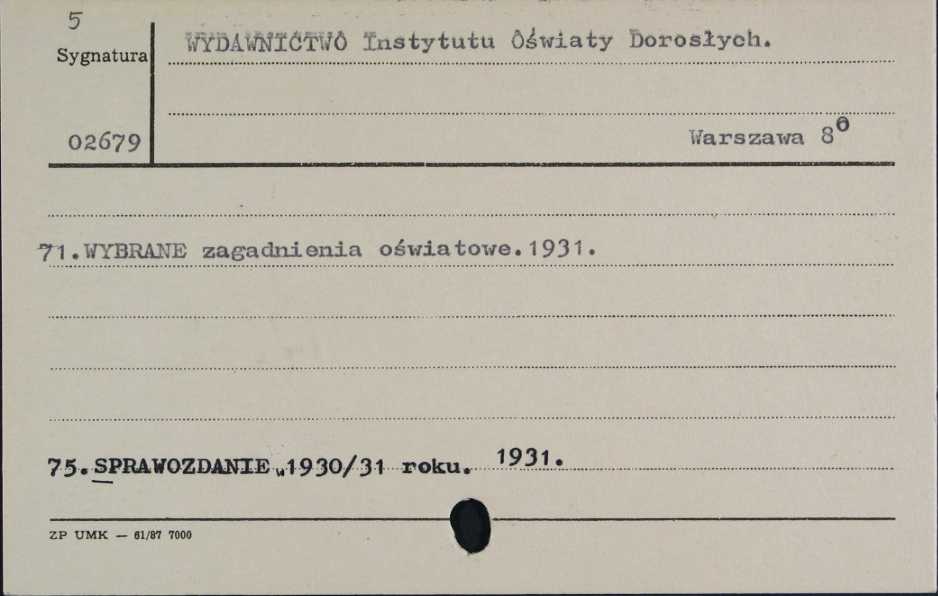 5
Sygnatura
WYDAWNICTWO Instytutu Oświaty Dorosłych.
02679
Warszawa 8⁰
71.WYBRANE zagadnienia oświatowe.1931.
75.SPRAWOZDANIE w 1930/31 roku. 1931.
ZP UMK — 61/87 7000